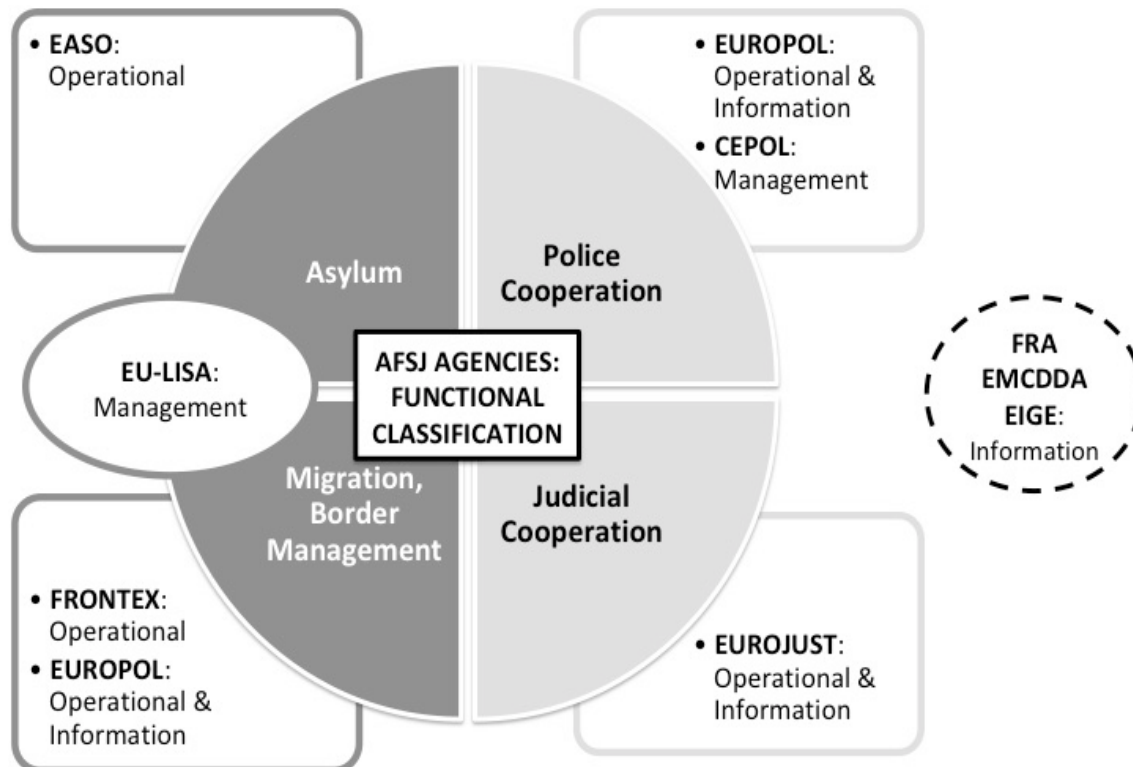 • EASO:
Operational
• EUROPOL:
Operational &
Information
• CEPOL:
Management
Asylum
Police
Cooperation
EU-LISA:
Management
AFSJ AGENCIES:
FUNCTIONAL
CLASSIFICATION
FRA
EMCDDA
EIGE:
Information
Migration,
Border
Management
Judicial
Cooperation
• FRONTEX:
Operational
• EUROPOL:
Operational &
Information
• EUROJUST:
Operational &
Information